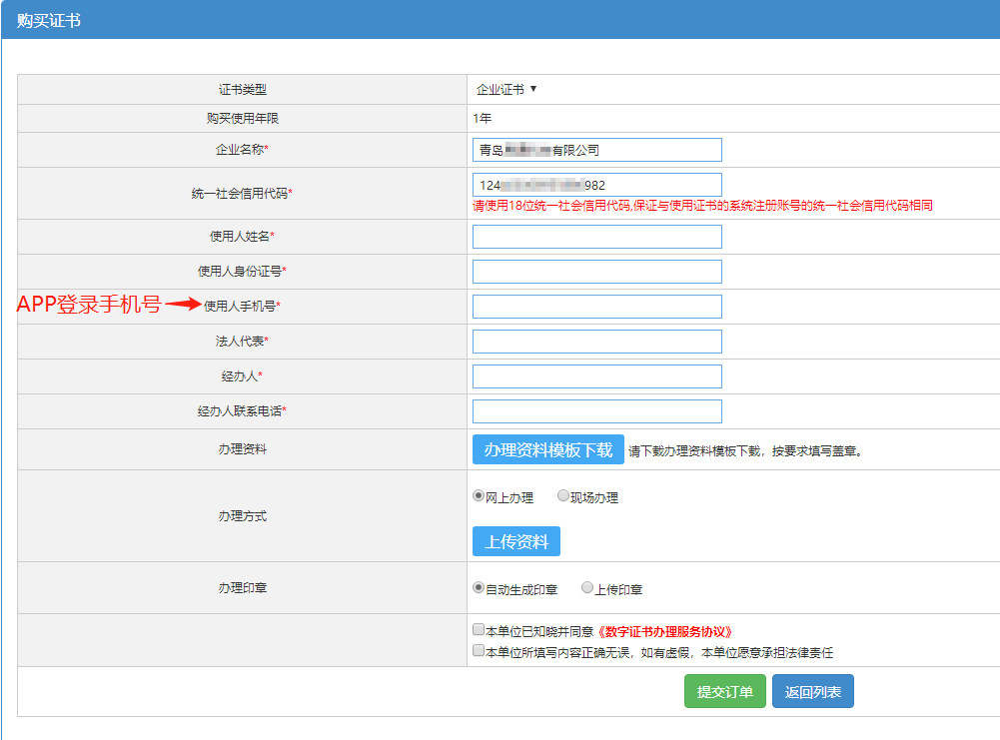 购买证书
证书类型 企业证书
购买使用年限 1年
企业名称* 青岛 有限公司
统一社会信用代码* 124 982
请使用18位统一社会信用代码,保证与使用证书的系统注册账号的统一社会信用代码相同
使用人姓名*
使用人身份证号*
APP登录手机号 使用人手机号*
法人代表*
经办人*
经办人联系电话*
办理资料 办理资料模板下载 请下载办理资料模板下载，按要求填写盖章。
办理方式 网上办理 现场办理
上传资料
办理印章 自动生成印章 上传印章
本单位已知晓并同意《数字证书办理服务协议》
本单位所填写内容正确无误，如有虚假，本单位愿意承担法律责任
提交订单 返回列表